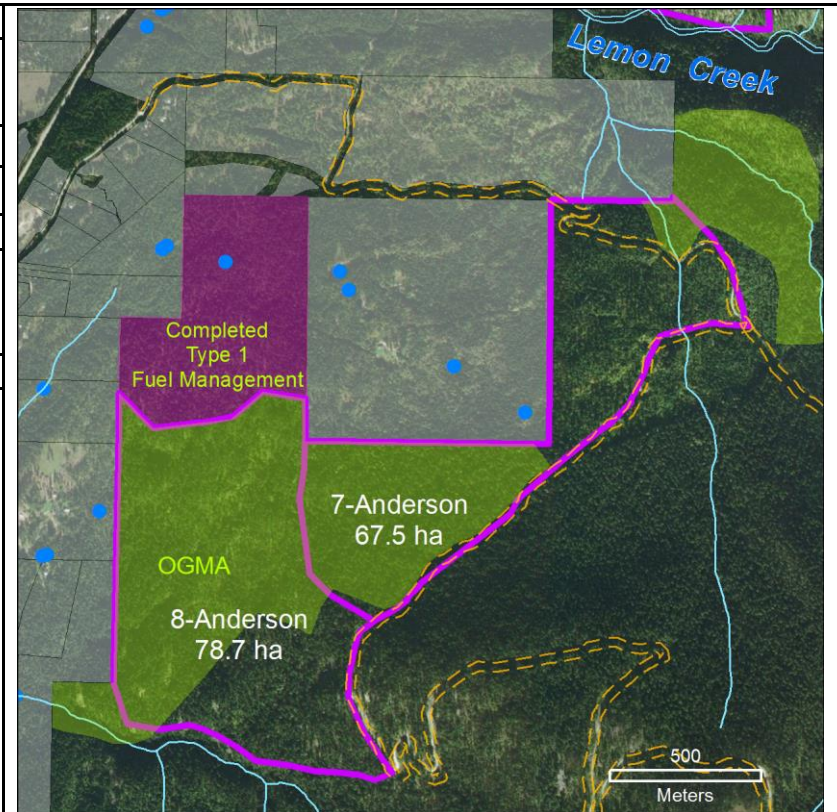 Lemon Creek
Completed
Type 1
Fuel Management
7-Anderson
67.5 ha
OGMA
8-Anderson
78.7 ha
500
Meters